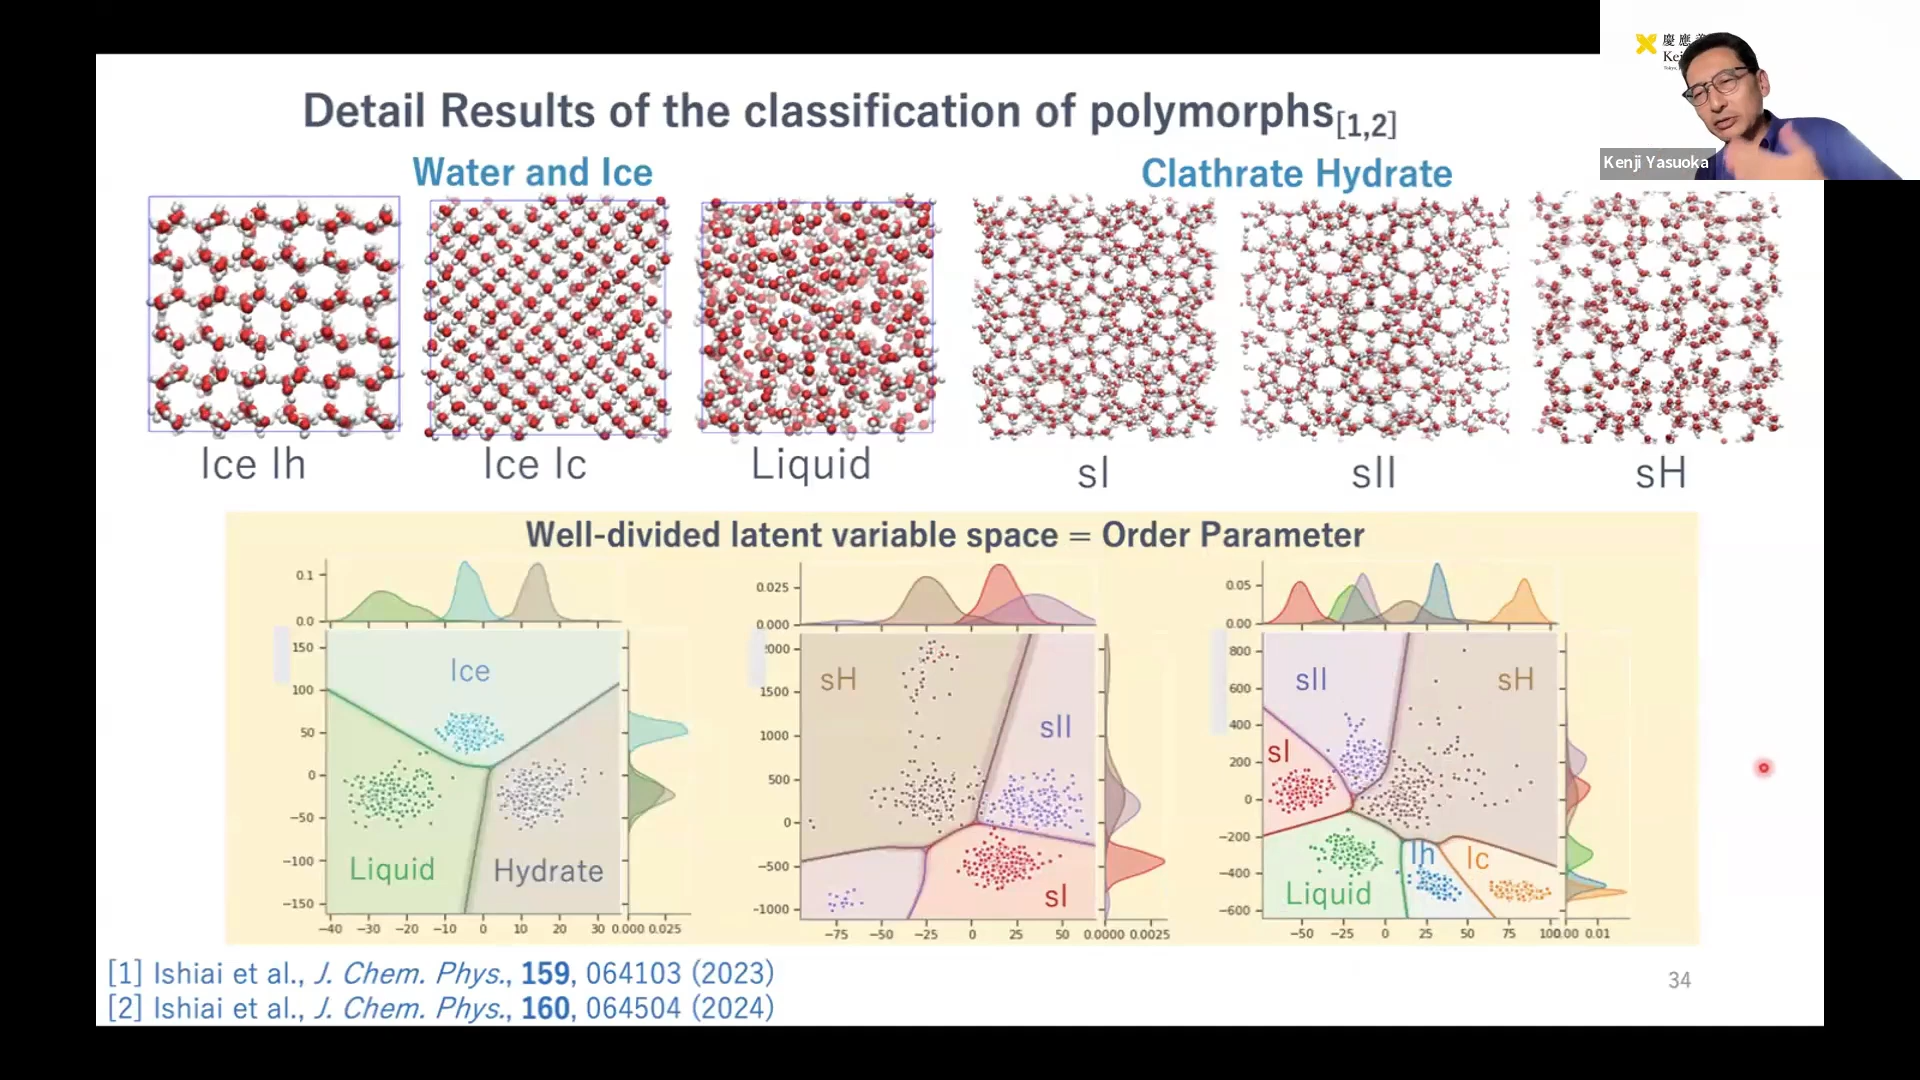 Detail Results of the classification of polymorphs[1,2]
Water and Ice
Clathrate Hydrate
Ice Ih
Ice Ic
Liquid
sI
sII
sH
Well-divided latent variable space = Order Parameter
0.1
0.0
150
100
50
0
−50
−100
−150
−40 −30 −20 −10 0 10 20 30 0.000 0.025
Ice
Liquid
Hydrate
0.025
0.000
2000
1500
1000
500
0
−500
−1000
−75 −50 −25 0 25 50 0.0000 0.0025
sH
sII
sI
0.05
0.00
800
600
400
200
0
−200
−400
−600
−50 −25 0 25 50 75 100 0.00 0.01
sII
sH
sI
Liquid
Ih
Ic
[1] Ishiai et al., J. Chem. Phys., 159, 064103 (2023)
[2] Ishiai et al., J. Chem. Phys., 160, 064504 (2024)
34
慶應
Kei
Kenji Yasuoka